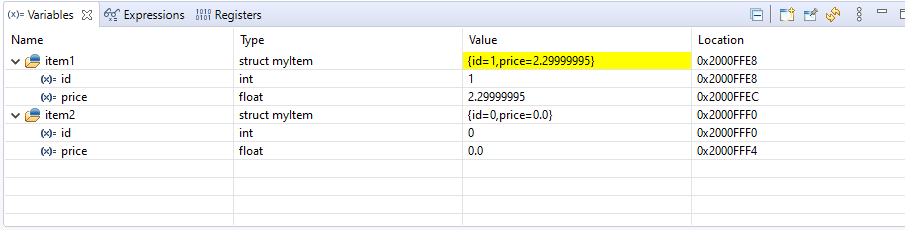 (x)= Variables Expressions 1010 0101 Registers
Name Type Value Location
item1 struct myItem {id=1,price=2.29999995} 0x2000FFE8
(x)= id int 1 0x2000FFE8
(x)= price float 2.29999995 0x2000FFEC
item2 struct myItem {id=0,price=0.0} 0x2000FFF0
(x)= id int 0 0x2000FFF0
(x)= price float 0.0 0x2000FFF4